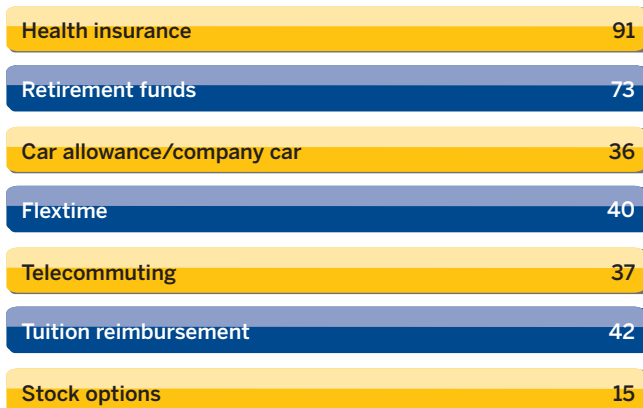 Health insurance 91
Retirement funds 73
Car allowance/company car 36
Flextime 40
Telecommuting 37
Tuition reimbursement 42
Stock options 15